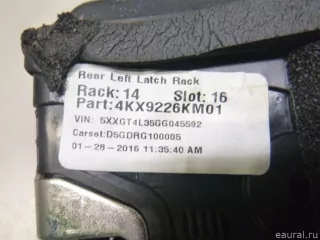 Rear Left Latch Rack
Rack: 14 Slot: 16
Part: 4KX9226KM01
VIN: 5XXGT4L35GG045592
Carset: D5GDRG100005
01-28-2016 11:35:40 AM
eaural.ru